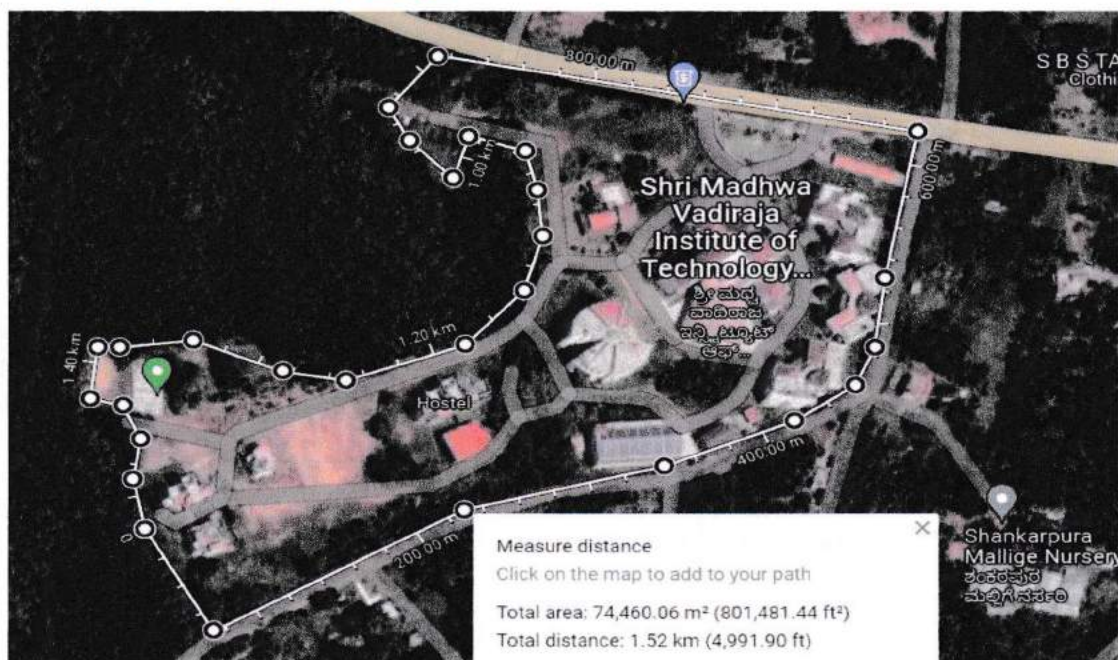 800.00 m
S B S TA
Clothi
1.00 km
600.00 m
Shri Madhwa
Vadiraja
Institute of
Technology...
ಶ್ರೀ ಮಧ್ವ
ವಾದಿರಾಜ
ಇನ್ಸ್ಟಿಟ್ಯೂಟ್
ಆಫ್...
1.20 km
1.40 km
Hostel
400.00 m
200.00 m
0
Shankarpura
Mallige Nursery
ಶಂಕರಪುರ
ಮಲ್ಲಿಗೆ ನರ್ಸರಿ
Measure distance
Click on the map to add to your path
Total area: 74,460.06 m² (801,481.44 ft²)
Total distance: 1.52 km (4,991.90 ft)